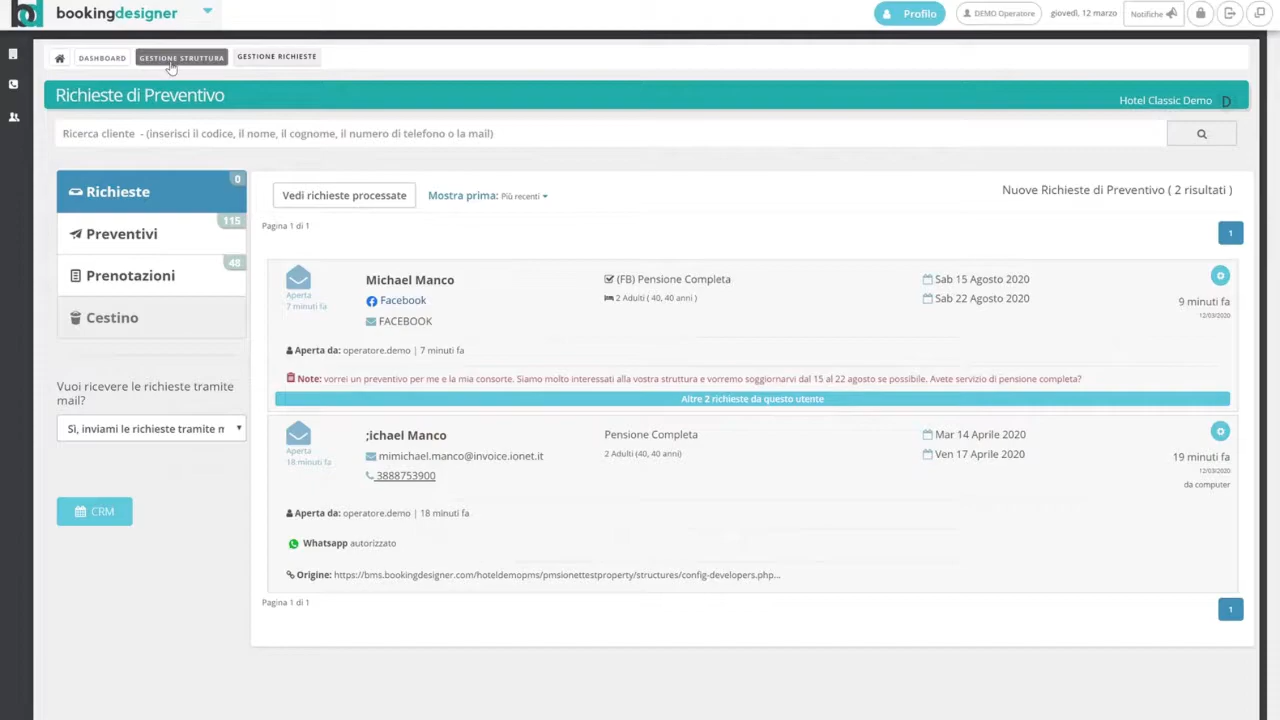 bd bookingdesigner
Profilo
DEMO Operatore
giovedì, 12 marzo
Notifiche
DASHBOARD
GESTIONE STRUTTURA
GESTIONE RICHIESTE
Richieste di Preventivo
Hotel Classic Demo D
Ricerca cliente - (inserisci il codice, il nome, il cognome, il numero di telefono o la mail)
Richieste
0
Preventivi
115
Prenotazioni
48
Cestino
Vuoi ricevere le richieste tramite
mail?
Sì, inviami le richieste tramite m
CRM
Vedi richieste processate
Mostra prima: Più recenti
Nuove Richieste di Preventivo ( 2 risultati )
Pagina 1 di 1
1
Aperta
7 minuti fa
Michael Manco
Facebook
FACEBOOK
(FB) Pensione Completa
2 Adulti ( 40, 40 anni )
Sab 15 Agosto 2020
Sab 22 Agosto 2020
9 minuti fa
12/03/2020
Aperta da: operatore.demo | 7 minuti fa
Note: vorrei un preventivo per me e la mia consorte. Siamo molto interessati alla vostra struttura e vorremo soggiornarvi dal 15 al 22 agosto se possibile. Avete servizio di pensione completa?
Altre 2 richieste da questo utente
Aperta
18 minuti fa
;ichael Manco
mimichael.manco@invoice.ionet.it
3888753900
Pensione Completa
2 Adulti (40, 40 anni)
Mar 14 Aprile 2020
Ven 17 Aprile 2020
19 minuti fa
12/03/2020
da computer
Aperta da: operatore.demo | 18 minuti fa
Whatsapp autorizzato
Origine: https://bms.bookingdesigner.com/hoteldemopms/pmsionettestproperty/structures/config-developers.php...
Pagina 1 di 1
1